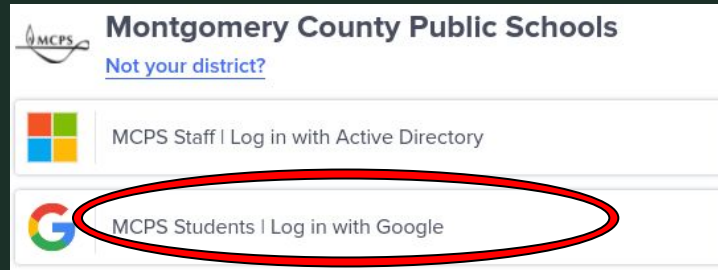 MCPS
Montgomery County Public Schools
Not your district?
MCPS Staff | Log in with Active Directory
MCPS Students | Log in with Google